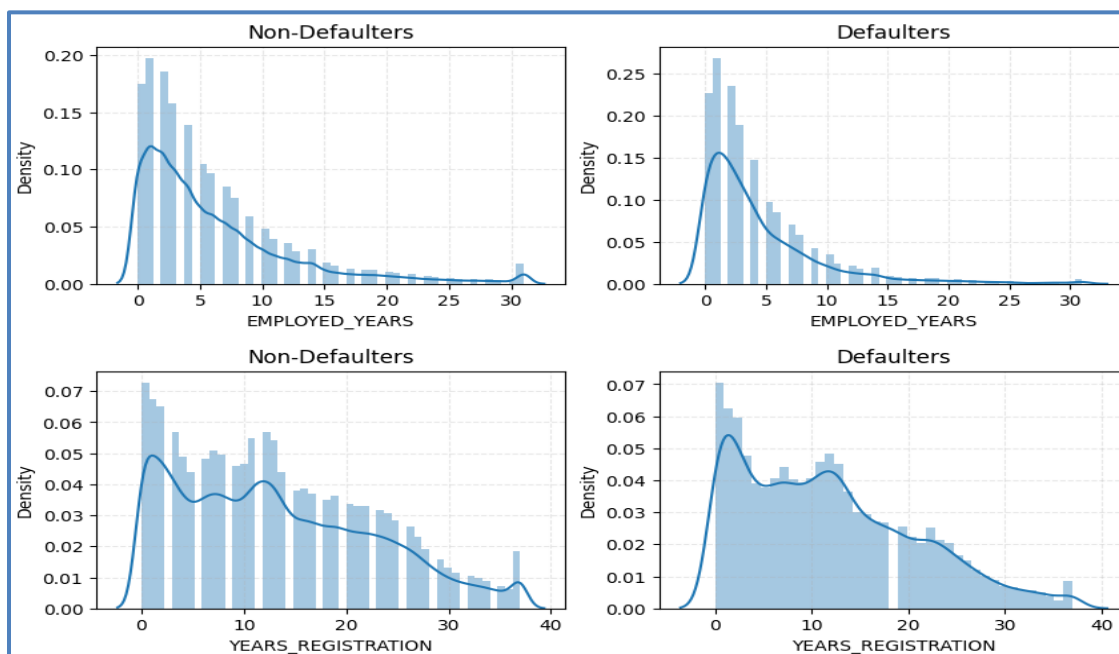 Non-Defaulters
Defaulters
0.20
0.15
0.10
0.05
0.00
Density
0 5 10 15 20 25 30
EMPLOYED_YEARS
0.25
0.20
0.15
0.10
0.05
0.00
Density
0 5 10 15 20 25 30
EMPLOYED_YEARS
Non-Defaulters
Defaulters
0.07
0.06
0.05
0.04
0.03
0.02
0.01
0.00
Density
0 10 20 30 40
YEARS_REGISTRATION
0.07
0.06
0.05
0.04
0.03
0.02
0.01
0.00
Density
0 10 20 30 40
YEARS_REGISTRATION